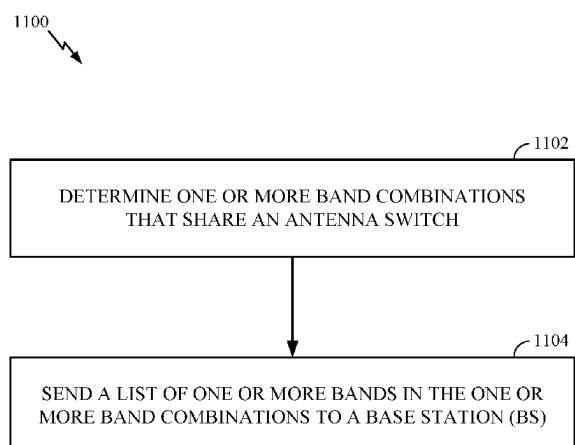 1100
1102
DETERMINE ONE OR MORE BAND COMBINATIONS
THAT SHARE AN ANTENNA SWITCH
1104
SEND A LIST OF ONE OR MORE BANDS IN THE ONE OR
MORE BAND COMBINATIONS TO A BASE STATION (BS)